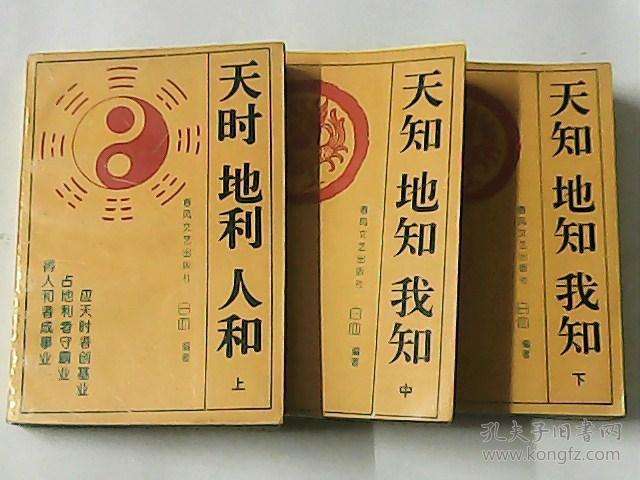 天时 地利 人和
上
春风文艺出版社
编著
应天时者创基业
占地利者守霸业
得人和者成事业
天知 地知 我知
中
春风文艺出版社
编著
天知 地知 我知
下
春风文艺出版社
编著
孔夫子旧书网
www.kongfz.com